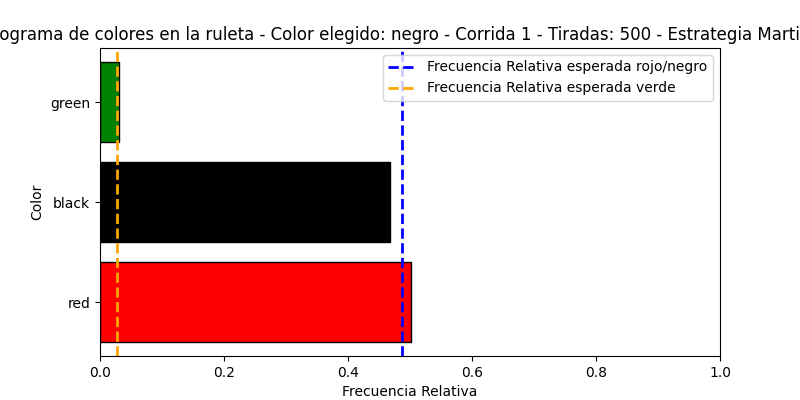 ograma de colores en la ruleta - Color elegido: negro - Corrida 1 - Tiradas: 500 - Estrategia Marti
Frecuencia Relativa esperada rojo/negro
Frecuencia Relativa esperada verde
green
black
red
Color
0.0 0.2 0.4 0.6 0.8 1.0
Frecuencia Relativa